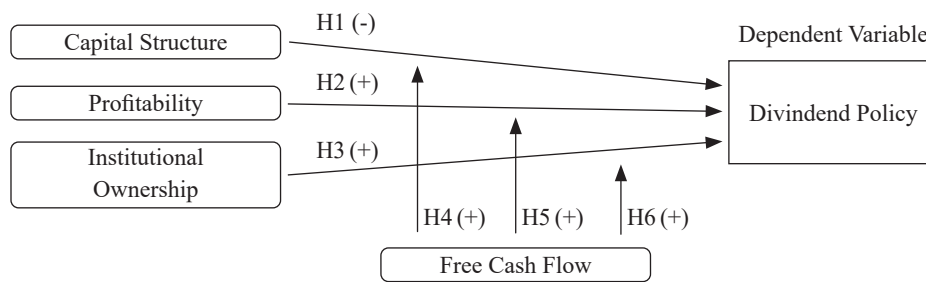 H1 (-)
Capital Structure
Dependent Variable
H2 (+)
Profitability
Divindend Policy
H3 (+)
Institutional
Ownership
H4 (+)
H5 (+)
H6 (+)
Free Cash Flow